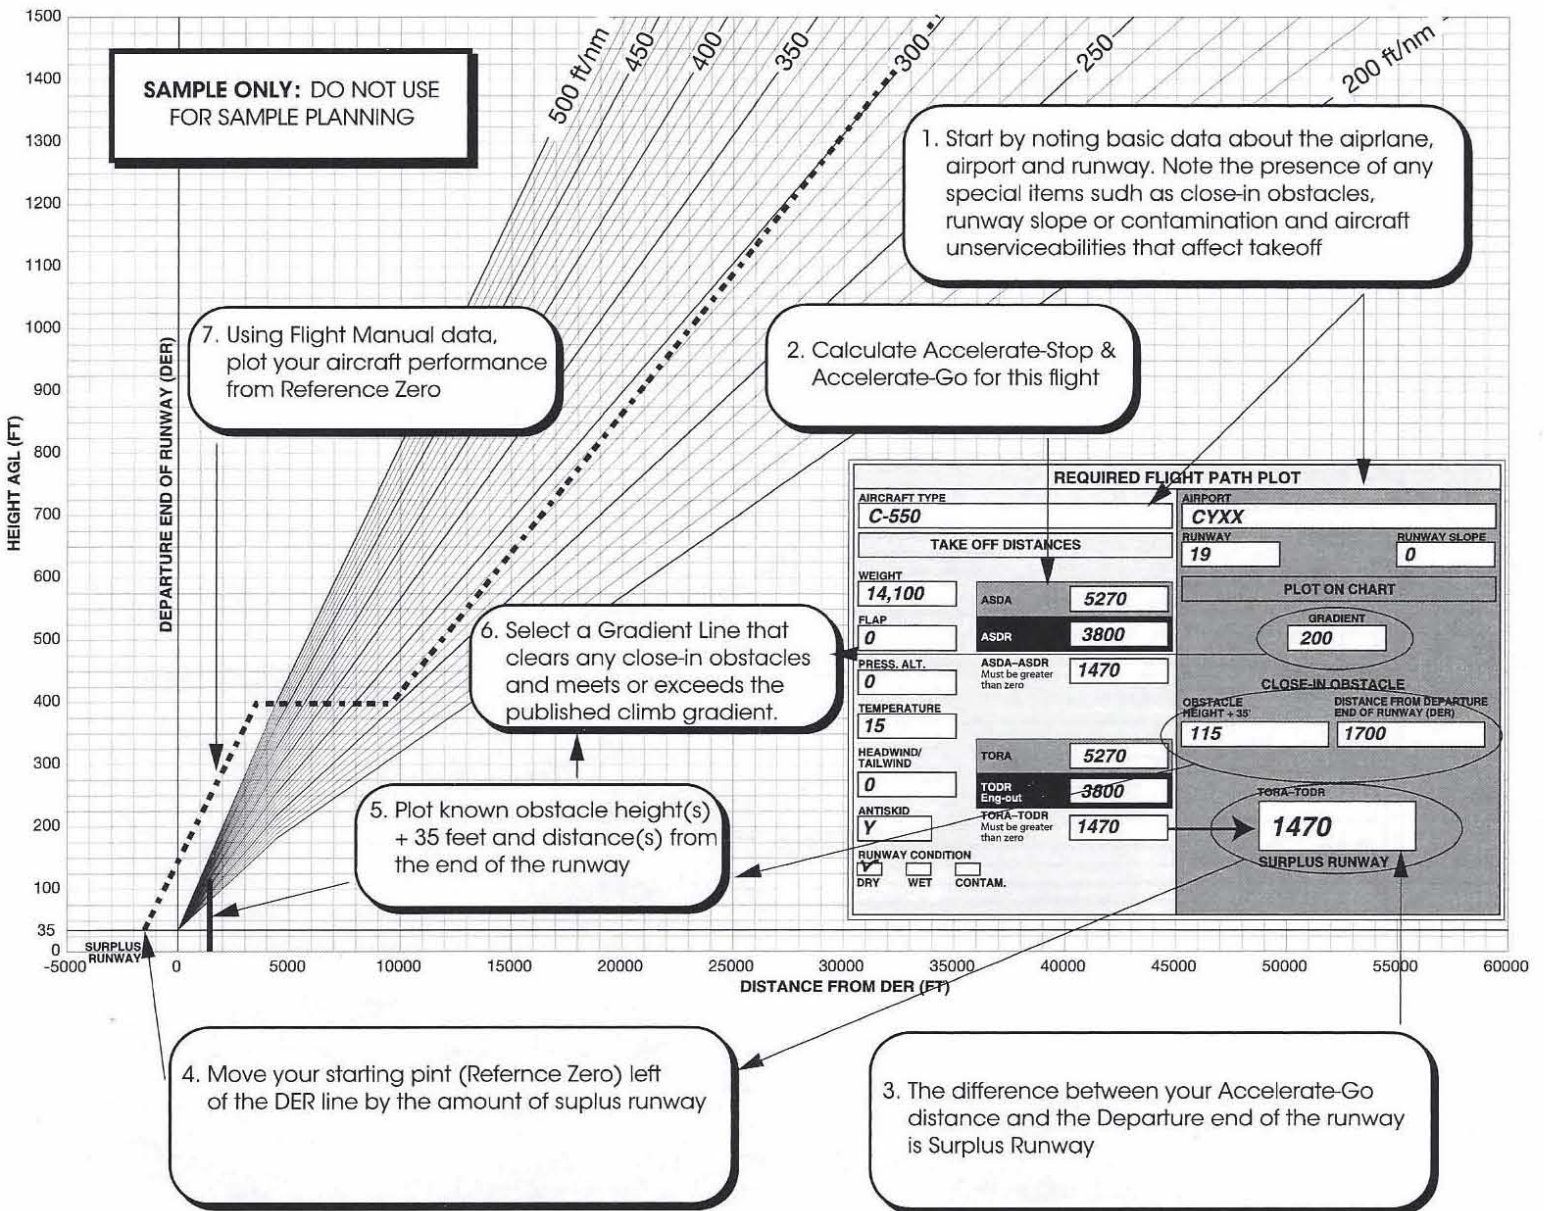 1500
1400
1300
1200
1100
1000
900
800
700
600
500
400
300
200
100
35
0
HEIGHT AGL (FT)
DEPARTURE END OF RUNWAY (DER)
SAMPLE ONLY: DO NOT USE
FOR SAMPLE PLANNING
500 ft/nm
450
400
350
300
250
200 ft/nm
1. Start by noting basic data about the aiprlane,
airport and runway. Note the presence of any
special items sudh as close-in obstacles,
runway slope or contamination and aircraft
unserviceabilities that affect takeoff
7. Using Flight Manual data,
plot your aircraft performance
from Reference Zero
2. Calculate Accelerate-Stop &
Accelerate-Go for this flight
6. Select a Gradient Line that
clears any close-in obstacles
and meets or exceeds the
published climb gradient.
5. Plot known obstacle height(s)
+ 35 feet and distance(s) from
the end of the runway
REQUIRED FLIGHT PATH PLOT
AIRCRAFT TYPE
C-550
TAKE OFF DISTANCES
WEIGHT
14,100
FLAP
0
PRESS. ALT.
0
TEMPERATURE
15
HEADWIND/
TAILWIND
0
ANTISKID
Y
RUNWAY CONDITION
DRY WET CONTAM.
ASDA 5270
ASDR 3800
ASDA–ASDR
Must be greater
than zero
1470
TORA 5270
TODR
Eng-out
3800
TORA–TODR
Must be greater
than zero
1470
AIRPORT
CYXX
RUNWAY
19
RUNWAY SLOPE
0
PLOT ON CHART
GRADIENT
200
CLOSE-IN OBSTACLE
OBSTACLE
HEIGHT + 35'
115
DISTANCE FROM DEPARTURE
END OF RUNWAY (DER)
1700
TORA–TODR
1470
SURPLUS RUNWAY
SURPLUS
RUNWAY
-5000 0 5000 10000 15000 20000 25000 30000 35000 40000 45000 50000 55000 60000
DISTANCE FROM DER (FT)
4. Move your starting pint (Refernce Zero) left
of the DER line by the amount of suplus runway
3. The difference between your Accelerate-Go
distance and the Departure end of the runway
is Surplus Runway